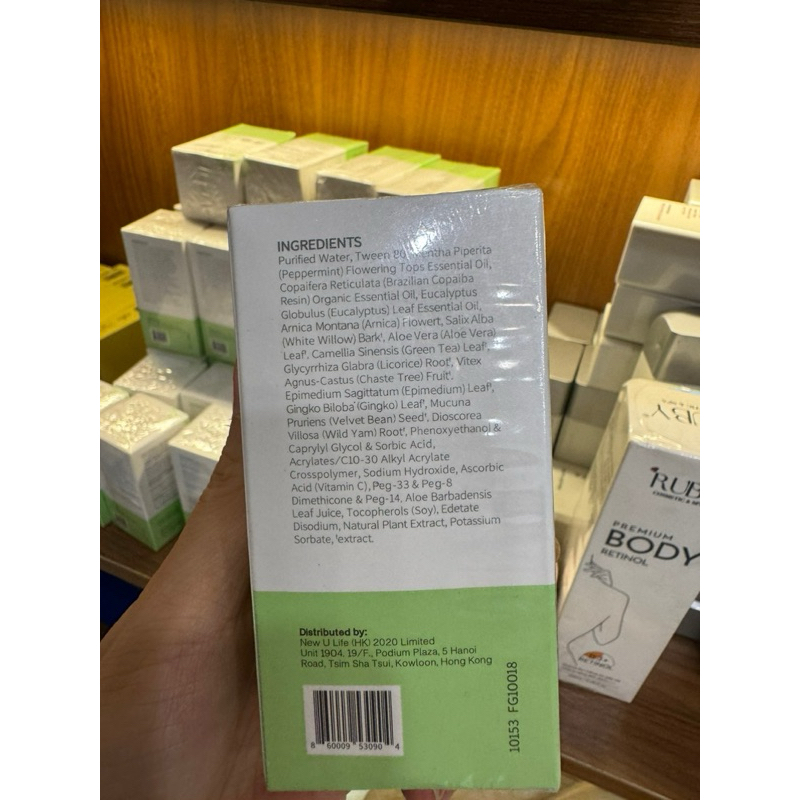 INGREDIENTS
Purified Water, Tween 80, Mentha Piperita
(Peppermint) Flowering Tops Essential Oil,
Copaifera Reticulata (Brazilian Copaiba
Resin) Organic Essential Oil, Eucalyptus
Globulus (Eucalyptus) Leaf Essential Oil,
Arnica Montana (Arnica) Flower†, Salix Alba
(White Willow) Bark†, Aloe Vera (Aloe Vera)
Leaf†, Camellia Sinensis (Green Tea) Leaf†,
Glycyrrhiza Glabra (Licorice) Root†, Vitex
Agnus-Castus (Chaste Tree) Fruit†,
Epimedium Sagittatum (Epimedium) Leaf†,
Gingko Biloba (Gingko) Leaf†, Mucuna
Pruriens (Velvet Bean) Seed†, Dioscorea
Villosa (Wild Yam) Root†, Phenoxyethanol &
Caprylyl Glycol & Sorbic Acid,
Acrylates/C10-30 Alkyl Acrylate
Crosspolymer, Sodium Hydroxide, Ascorbic
Acid (Vitamin C), Peg-33 & Peg-8
Dimethicone & Peg-14, Aloe Barbadensis
Leaf Juice, Tocopherols (Soy), Edetate
Disodium, Natural Plant Extract, Potassium
Sorbate, †extract.
Distributed by:
New U Life (HK) 2020 Limited
Unit 1904, 19/F., Podium Plaza, 5 Hanoi
Road, Tsim Sha Tsui, Kowloon, Hong Kong
8 60009 53090 4
10153 FG10018
RUB
PREMIUM
BODY
RETINOL
RETINOL